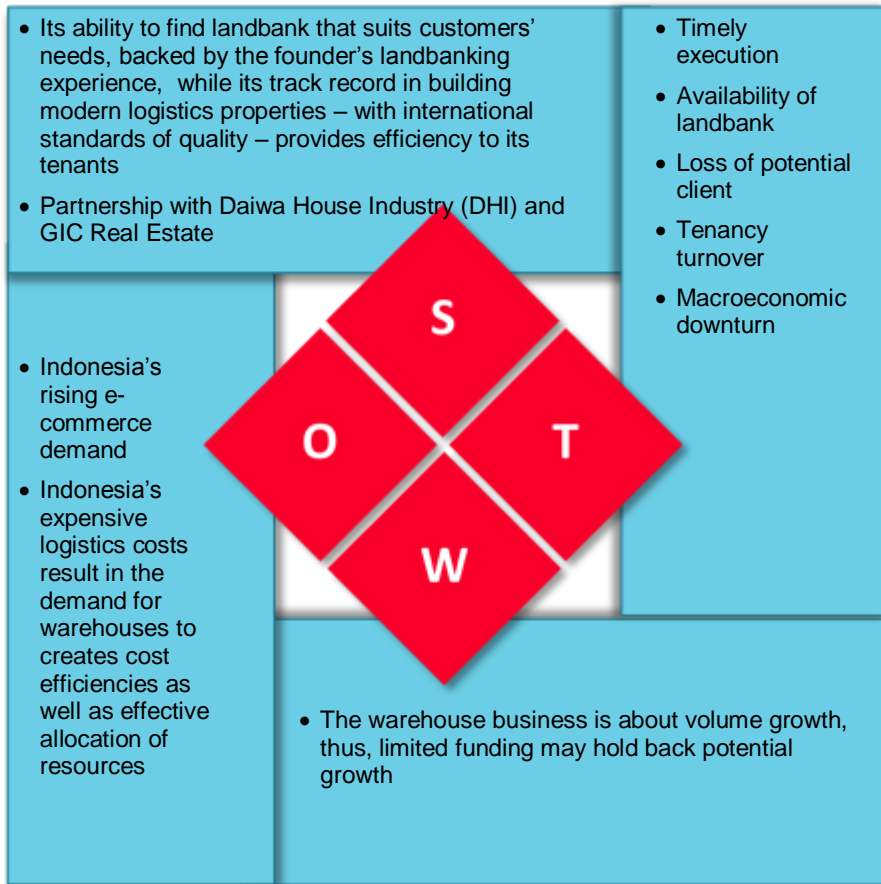 • Its ability to find landbank that suits customers’
needs, backed by the founder’s landbanking
experience,  while its track record in building
modern logistics properties – with international
standards of quality – provides efficiency to its
tenants
• Partnership with Daiwa House Industry (DHI) and
GIC Real Estate
• Timely
execution
• Availability of
landbank
• Loss of potential
client
• Tenancy
turnover
• Macroeconomic
downturn
S
O
T
W
• Indonesia’s
rising e-
commerce
demand
• Indonesia’s
expensive
logistics costs
result in the
demand for
warehouses to
creates cost
efficiencies as
well as effective
allocation of
resources
• The warehouse business is about volume growth,
thus, limited funding may hold back potential
growth